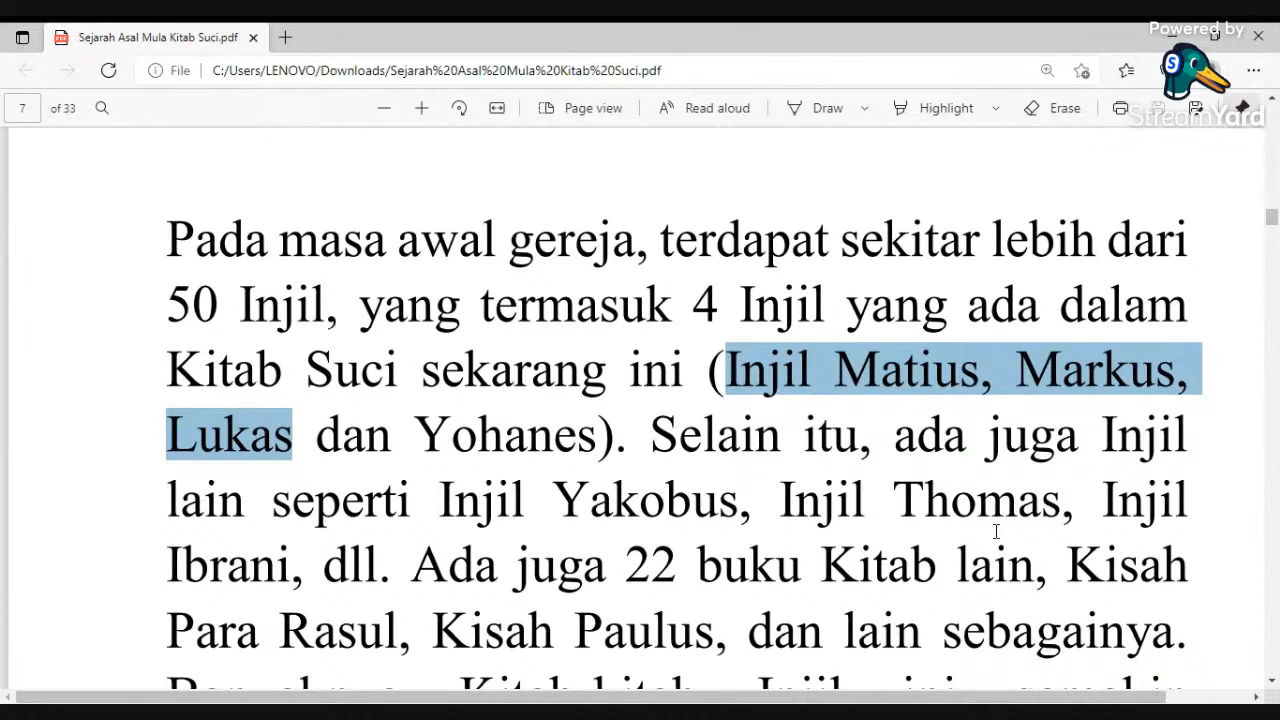 Powered by
Sejarah Asal Mula Kitab Suci.pdf
File C:/Users/LENOVO/Downloads/Sejarah%20Asal%20Mula%20Kitab%20Suci.pdf
7 of 33 Page view Read aloud Draw Highlight Erase
StreamYard
Pada masa awal gereja, terdapat sekitar lebih dari
50 Injil, yang termasuk 4 Injil yang ada dalam
Kitab Suci sekarang ini (Injil Matius, Markus,
Lukas dan Yohanes). Selain itu, ada juga Injil
lain seperti Injil Yakobus, Injil Thomas, Injil
Ibrani, dll. Ada juga 22 buku Kitab lain, Kisah
Para Rasul, Kisah Paulus, dan lain sebagainya.